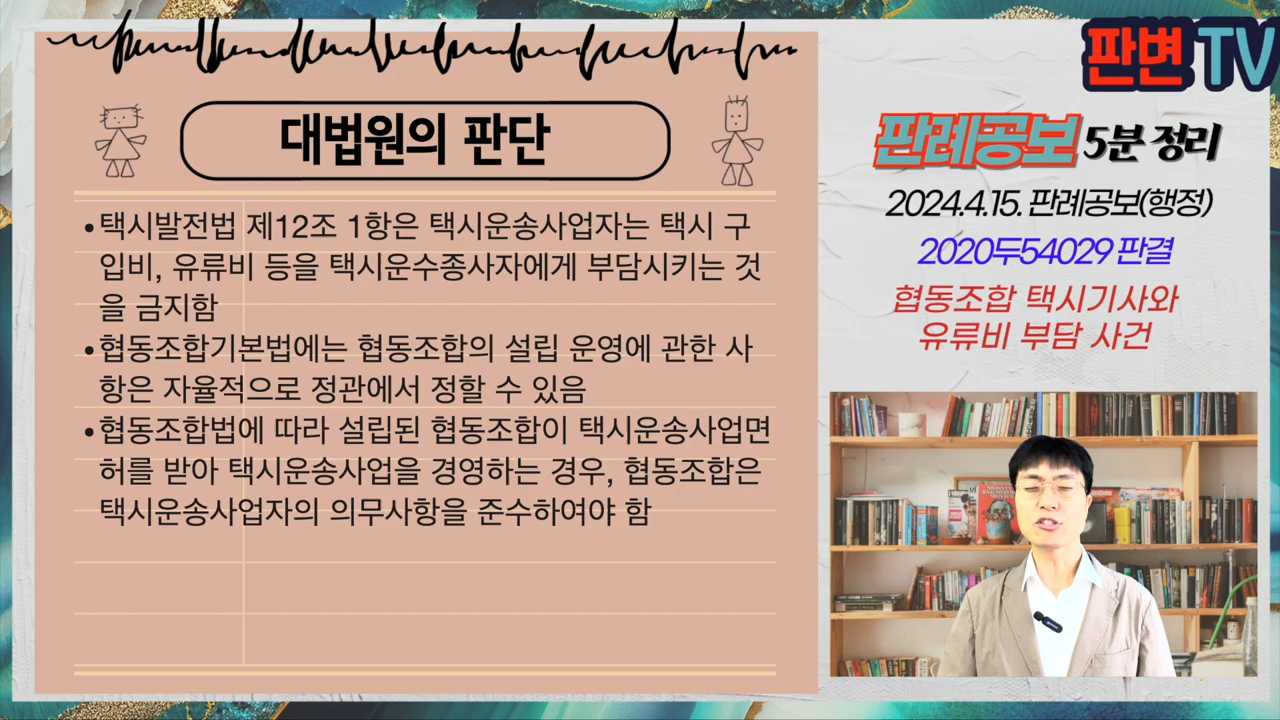 대법원의 판단
•택시발전법 제12조 1항은 택시운송사업자는 택시 구
입비, 유류비 등을 택시운수종사자에게 부담시키는 것
을 금지함
•협동조합기본법에는 협동조합의 설립 운영에 관한 사
항은 자율적으로 정관에서 정할 수 있음
•협동조합법에 따라 설립된 협동조합이 택시운송사업면
허를 받아 택시운송사업을 경영하는 경우, 협동조합은
택시운송사업자의 의무사항을 준수하여야 함
판변TV
판례공보 5분 정리
2024.4.15. 판례공보(행정)
2020두54029 판결
협동조합 택시기사와
유류비 부담 사건